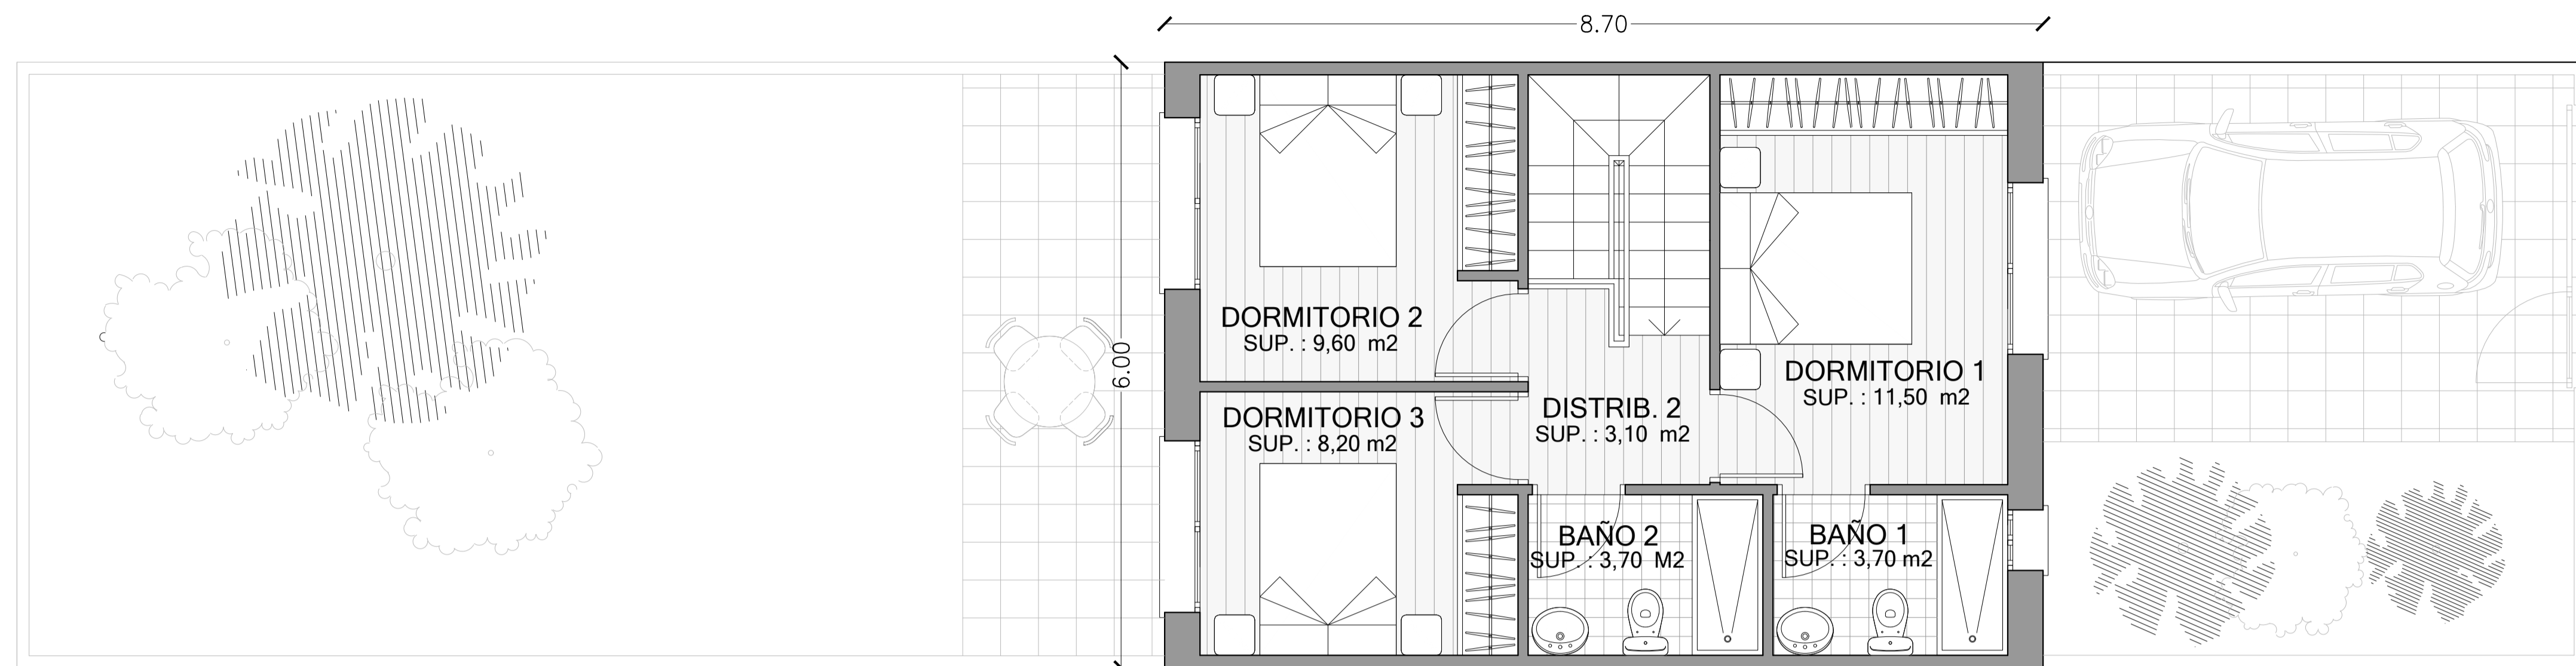 8.70
6.00
DORMITORIO 2
SUP. : 9,60 m2
DORMITORIO 1
SUP. : 11,50 m2
DORMITORIO 3
SUP. : 8,20 m2
DISTRIB. 2
SUP. : 3,10 m2
BAÑO 2
SUP. : 3,70 M2
BAÑO 1
SUP. : 3,70 m2